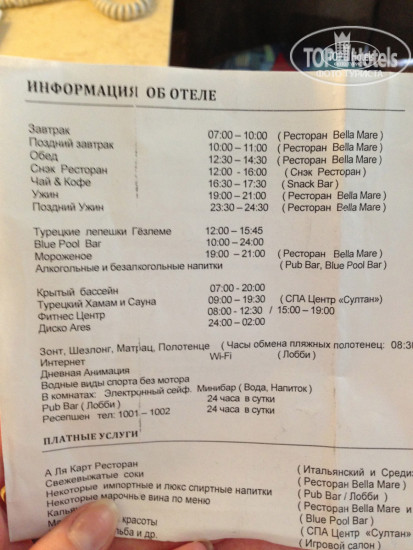 TOPHotels
ФОТО ТУРИСТА
ИНФОРМАЦИЯ ОБ ОТЕЛЕ
Завтрак 07:00 – 10:00 ( Ресторан Bella Mare )
Поздний завтрак 10:00 – 11:00 ( Ресторан Bella Mare )
Обед 12:30 – 14:30 ( Ресторан Bella Mare )
Снэк Ресторан 12:00 - 16:00 ( Снэк Ресторан )
Чай & Кофе 16:30 – 17:30 ( Snack Bar )
Ужин 19:00 – 21:00 ( Ресторан Bella Mare )
Поздний Ужин 23:30 – 24:30 ( Ресторан Bella Mare )
Турецкие лепешки Гёзлеме 12:00 – 15:45
Blue Pool Bar 10:00 – 24:00
Мороженое 19:00 – 21:00 ( Ресторан Bella Mare )
Алкогольные и безалкогольные напитки ( Pub Bar, Blue Pool Bar )
Крытый бассейн 07:00 - 20:00
Турецкий Хамам и Сауна 09:00 – 19:30 ( СПА Центр «Султан» )
Фитнес Центр 08:00 - 12:30 / 15:00 – 19:00
Диско Ares 24:00 – 02:00
Зонт, Шезлонг, Матрац, Полотенце ( Часы обмена пляжных полотенец: 08:30
Интернет Wi-Fi ( Лобби )
Дневная Анимация
Водные виды спорта без мотора
В комнатах: Электронный сейф, Минибар ( Вода, Напиток )
Pub Bar ( Лобби ) 24 часа в сутки
Ресепшен тел: 1001 – 1002 24 часа в сутки
ПЛАТНЫЕ УСЛУГИ
А Ля Карт Ресторан ( Итальянский и
Свежевыжатые соки ( Ресторан Bella Mare )
Некоторые импортные и люкс спиртные напитки ( Pub Bar / Лобби )
Некоторые марочные вина по меню ( Ресторан Bella Mare и
( Blue Pool Bar )
красоты ( СПА Центр «Султан»
и др. ( Игровой салон )